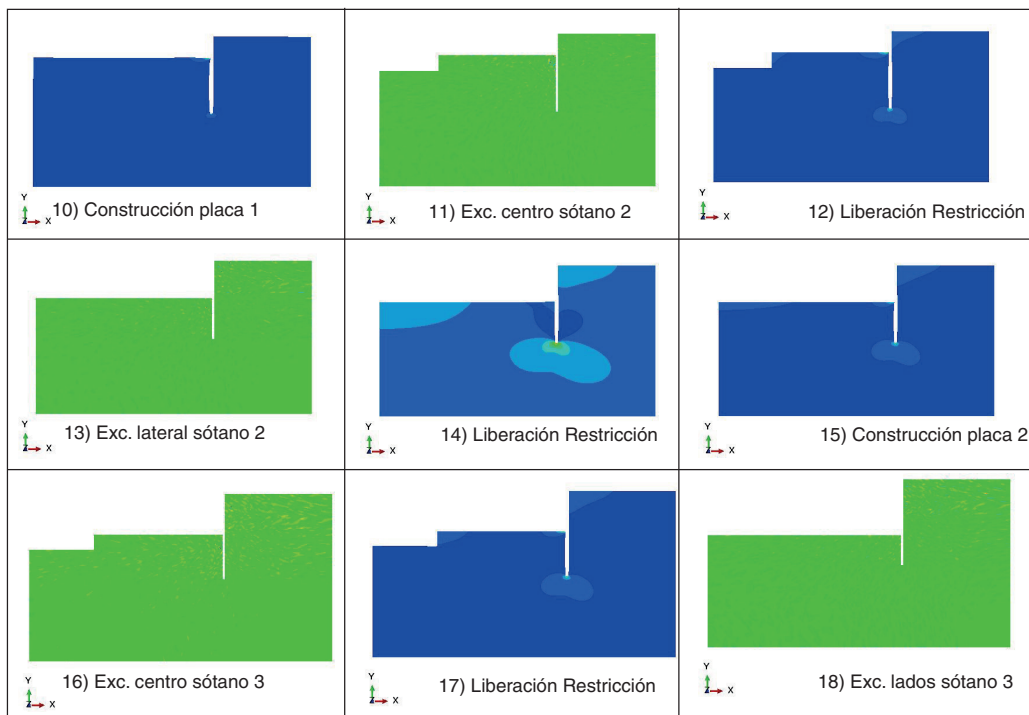 Y
Z X
10) Construcción placa 1
Y
Z X
11) Exc. centro sótano 2
Y
Z X
12) Liberación Restricción
Y
Z X
13) Exc. lateral sótano 2
Y
Z X
14) Liberación Restricción
Y
Z X
15) Construcción placa 2
Y
Z X
16) Exc. centro sótano 3
Y
Z X
17) Liberación Restricción
Y
Z X
18) Exc. lados sótano 3